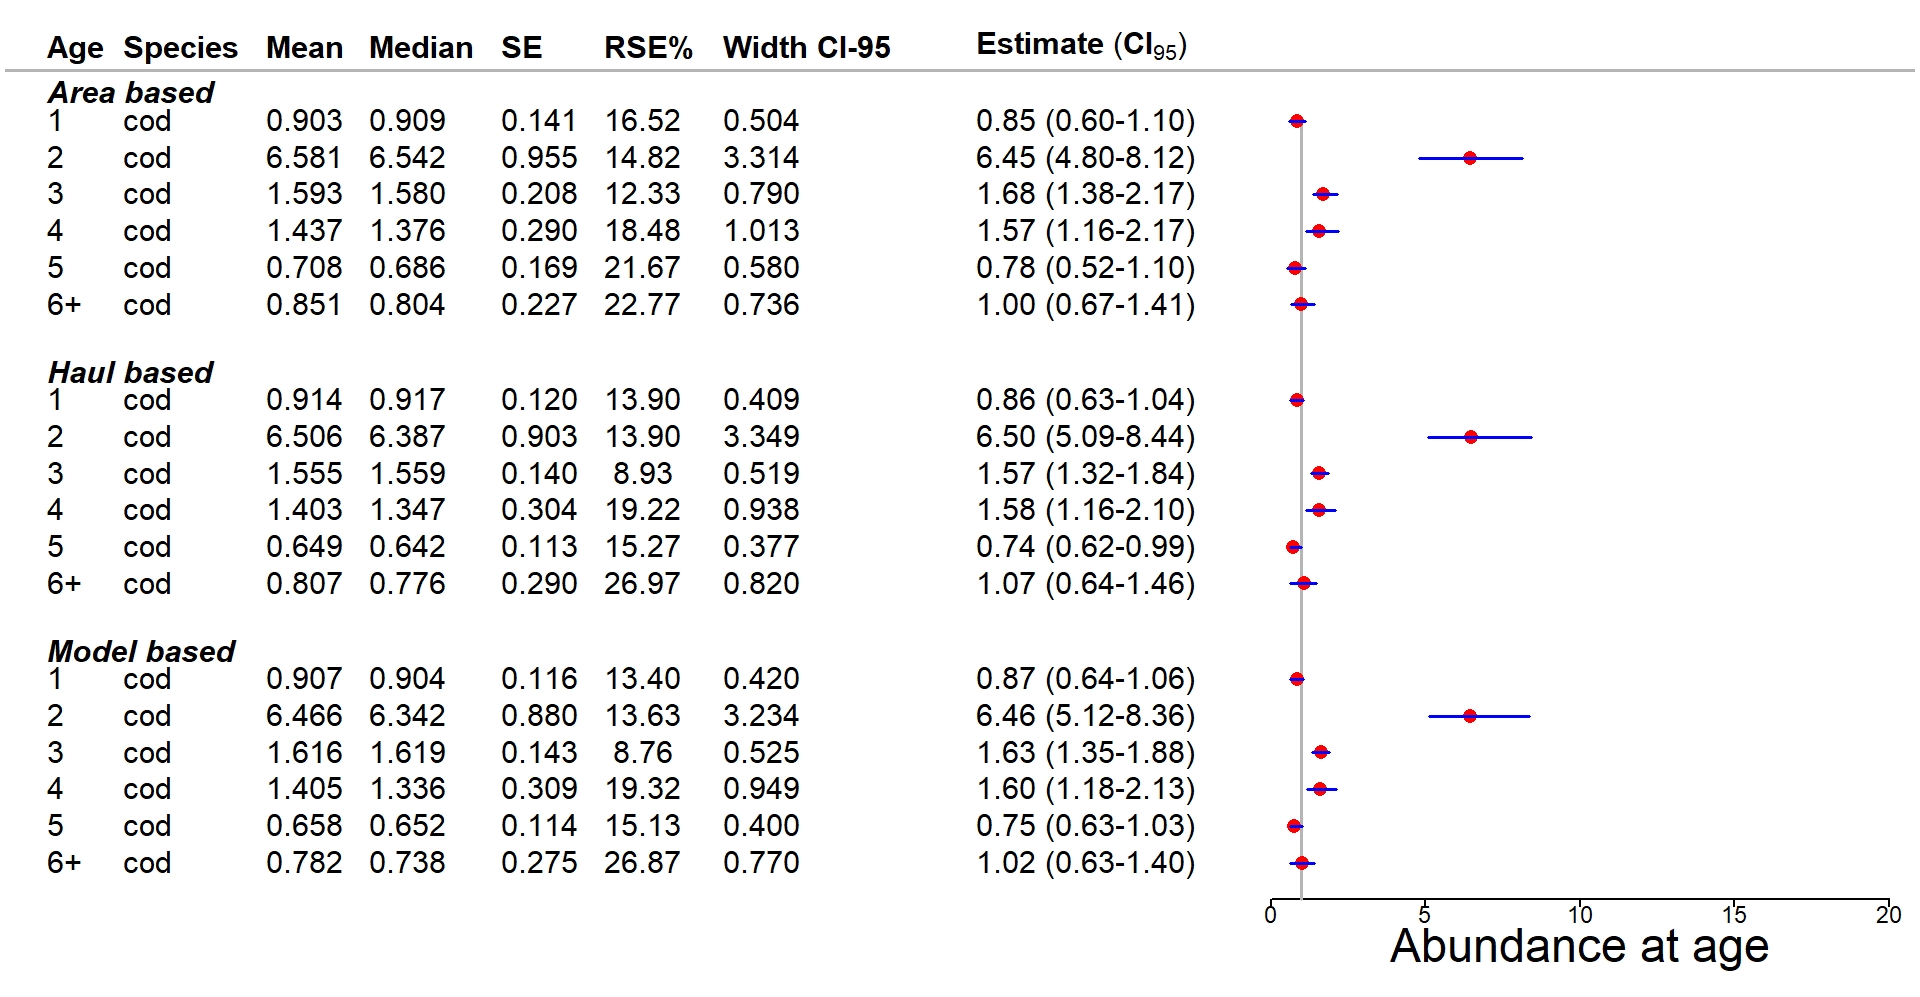 Age Species Mean Median SE RSE% Width CI-95 Estimate (CI95)
Area based
1 cod 0.903 0.909 0.141 16.52 0.504 0.85 (0.60-1.10)
2 cod 6.581 6.542 0.955 14.82 3.314 6.45 (4.80-8.12)
3 cod 1.593 1.580 0.208 12.33 0.790 1.68 (1.38-2.17)
4 cod 1.437 1.376 0.290 18.48 1.013 1.57 (1.16-2.17)
5 cod 0.708 0.686 0.169 21.67 0.580 0.78 (0.52-1.10)
6+ cod 0.851 0.804 0.227 22.77 0.736 1.00 (0.67-1.41)
Haul based
1 cod 0.914 0.917 0.120 13.90 0.409 0.86 (0.63-1.04)
2 cod 6.506 6.387 0.903 13.90 3.349 6.50 (5.09-8.44)
3 cod 1.555 1.559 0.140 8.93 0.519 1.57 (1.32-1.84)
4 cod 1.403 1.347 0.304 19.22 0.938 1.58 (1.16-2.10)
5 cod 0.649 0.642 0.113 15.27 0.377 0.74 (0.62-0.99)
6+ cod 0.807 0.776 0.290 26.97 0.820 1.07 (0.64-1.46)
Model based
1 cod 0.907 0.904 0.116 13.40 0.420 0.87 (0.64-1.06)
2 cod 6.466 6.342 0.880 13.63 3.234 6.46 (5.12-8.36)
3 cod 1.616 1.619 0.143 8.76 0.525 1.63 (1.35-1.88)
4 cod 1.405 1.336 0.309 19.32 0.949 1.60 (1.18-2.13)
5 cod 0.658 0.652 0.114 15.13 0.400 0.75 (0.63-1.03)
6+ cod 0.782 0.738 0.275 26.87 0.770 1.02 (0.63-1.40)
0 5 10 15 20
Abundance at age